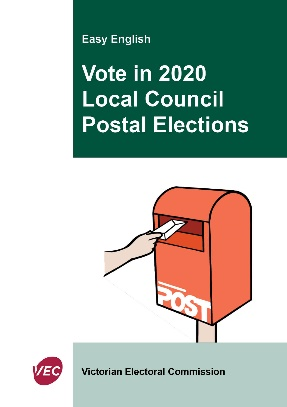 Easy English
Vote in 2020
Local Council
Postal Elections
POST
VEC
Victorian Electoral Commission